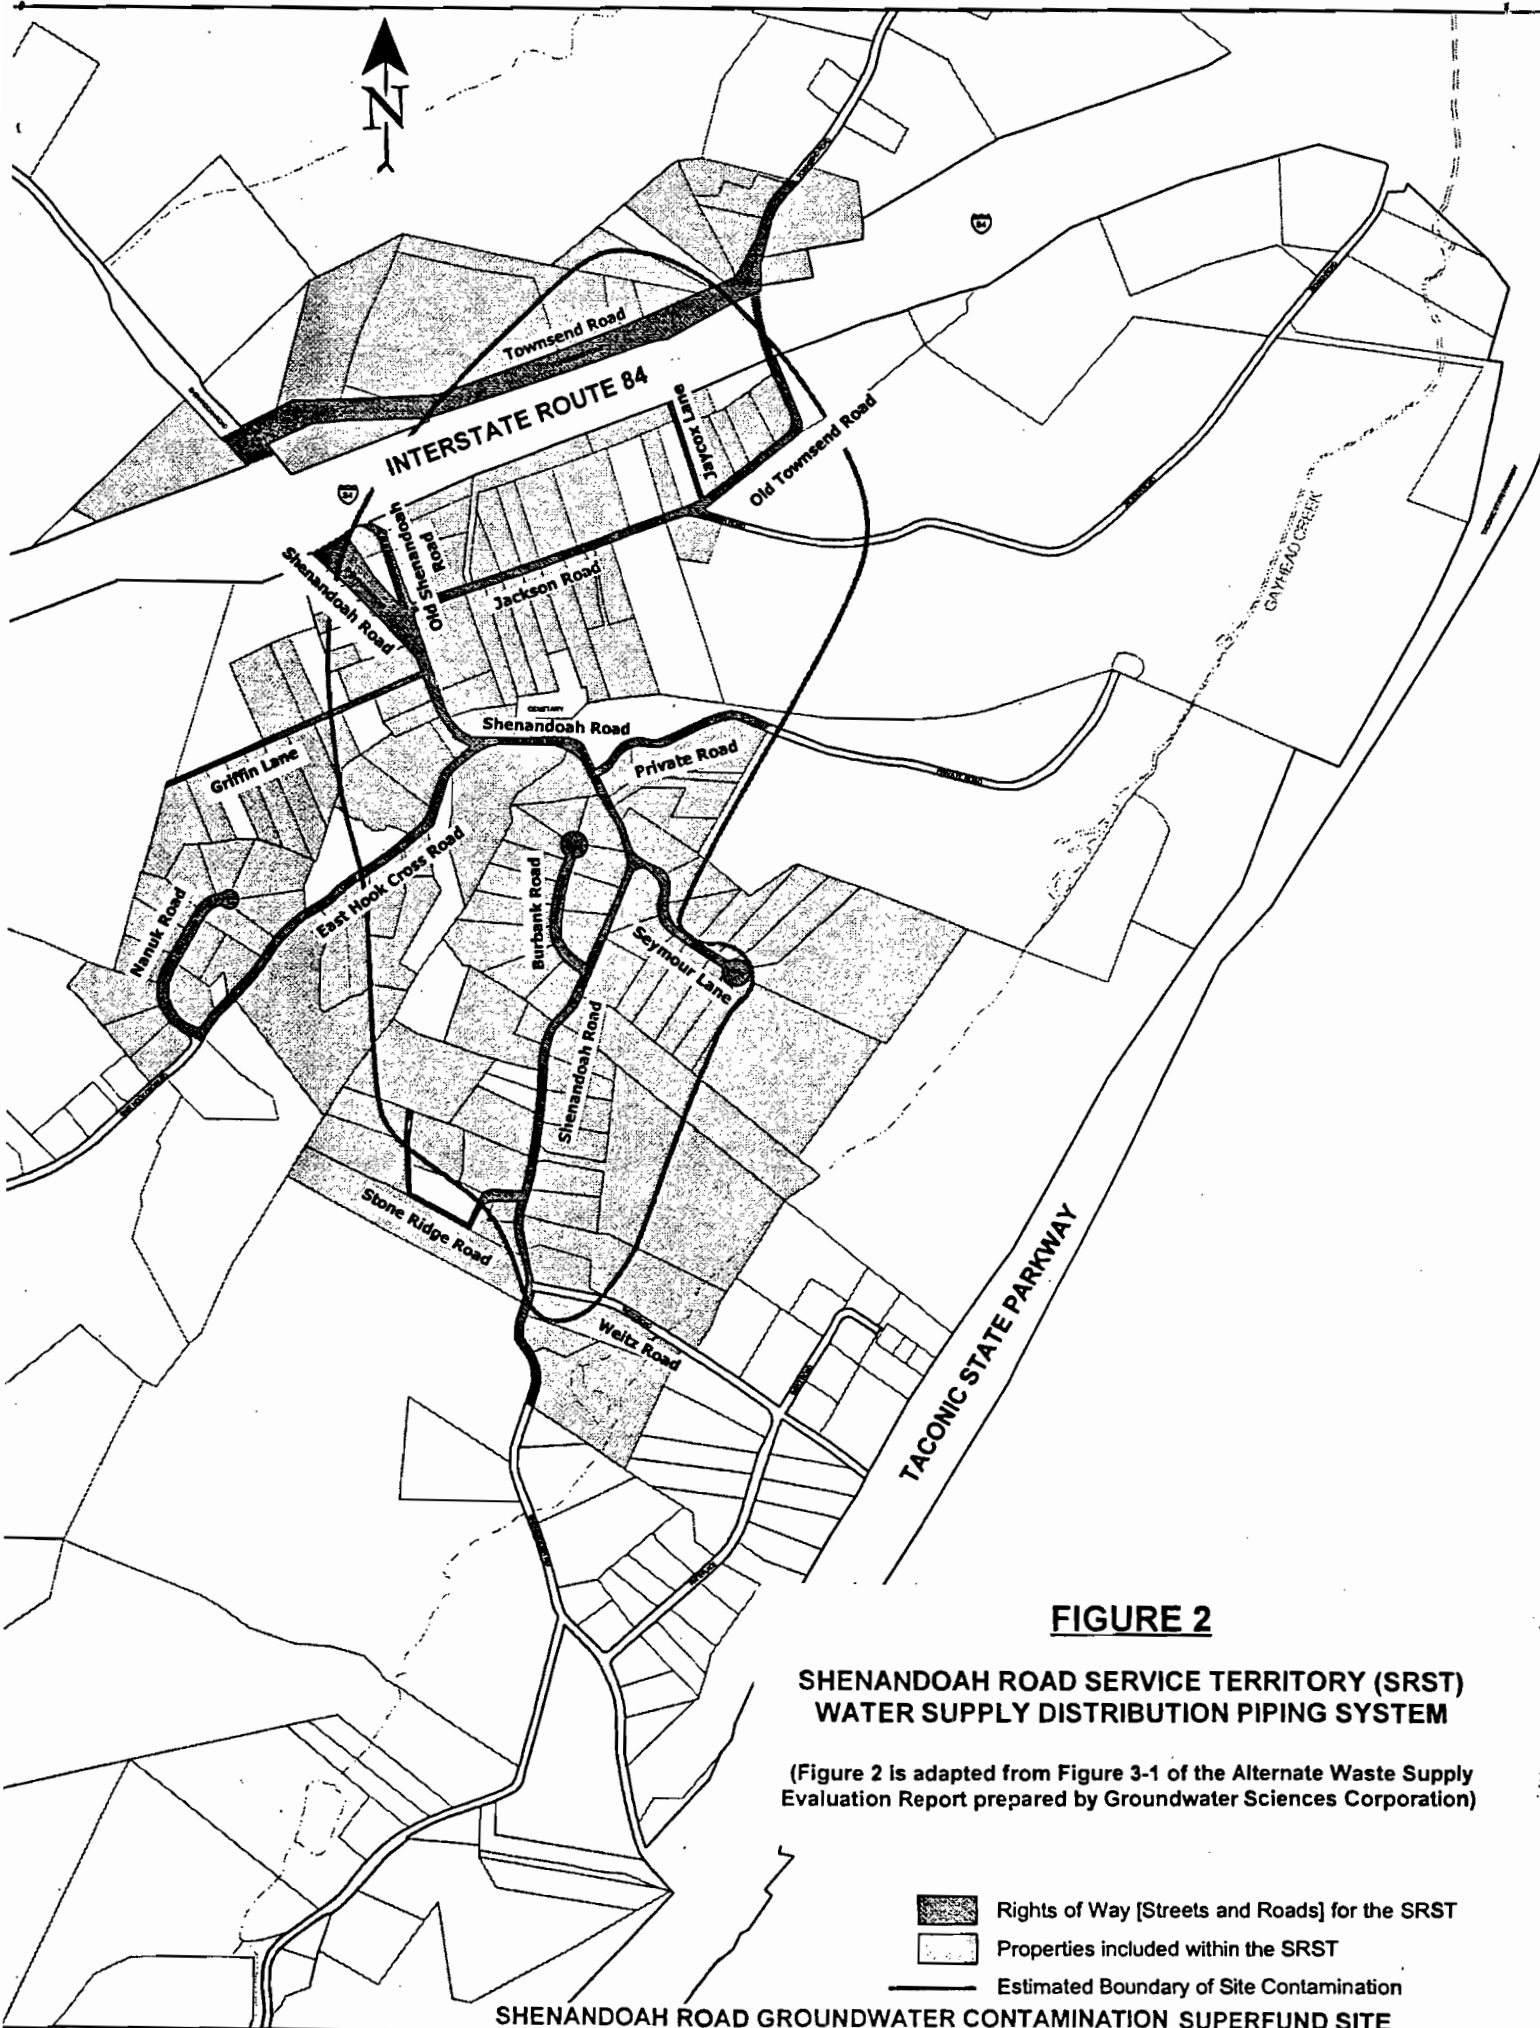 N
84
Townsend Road
INTERSTATE ROUTE 84
Jaycox Lane
Old Townsend Road
84
Old Shenandoah
Road
Shenandoah Road
Jackson Road
GAYHEAD CREEK
CEMETARY
Shenandoah Road
Private Road
Griffin Lane
East Hook Cross Road
Burbank Road
Nanuk Road
Seymour Lane
Shenandoah Road
Stone Ridge Road
Weitz Road
TACONIC STATE PARKWAY
FIGURE 2
SHENANDOAH ROAD SERVICE TERRITORY (SRST)
WATER SUPPLY DISTRIBUTION PIPING SYSTEM
(Figure 2 is adapted from Figure 3-1 of the Alternate Waste Supply
Evaluation Report prepared by Groundwater Sciences Corporation)
Rights of Way [Streets and Roads] for the SRST
Properties included within the SRST
Estimated Boundary of Site Contamination
SHENANDOAH ROAD GROUNDWATER CONTAMINATION SUPERFUND SITE